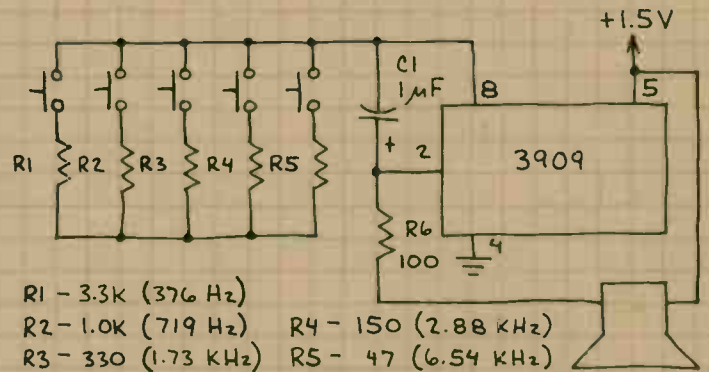 +1.5V
C1
1µF
8
5
+
2
3909
R1 R2 R3 R4 R5
R6
100
4
R1 - 3.3K (376 Hz)
R2 - 1.0K (719 Hz) R4 - 150 (2.88 KHz)
R3 - 330 (1.73 KHz) R5 - 47 (6.54 KHz)